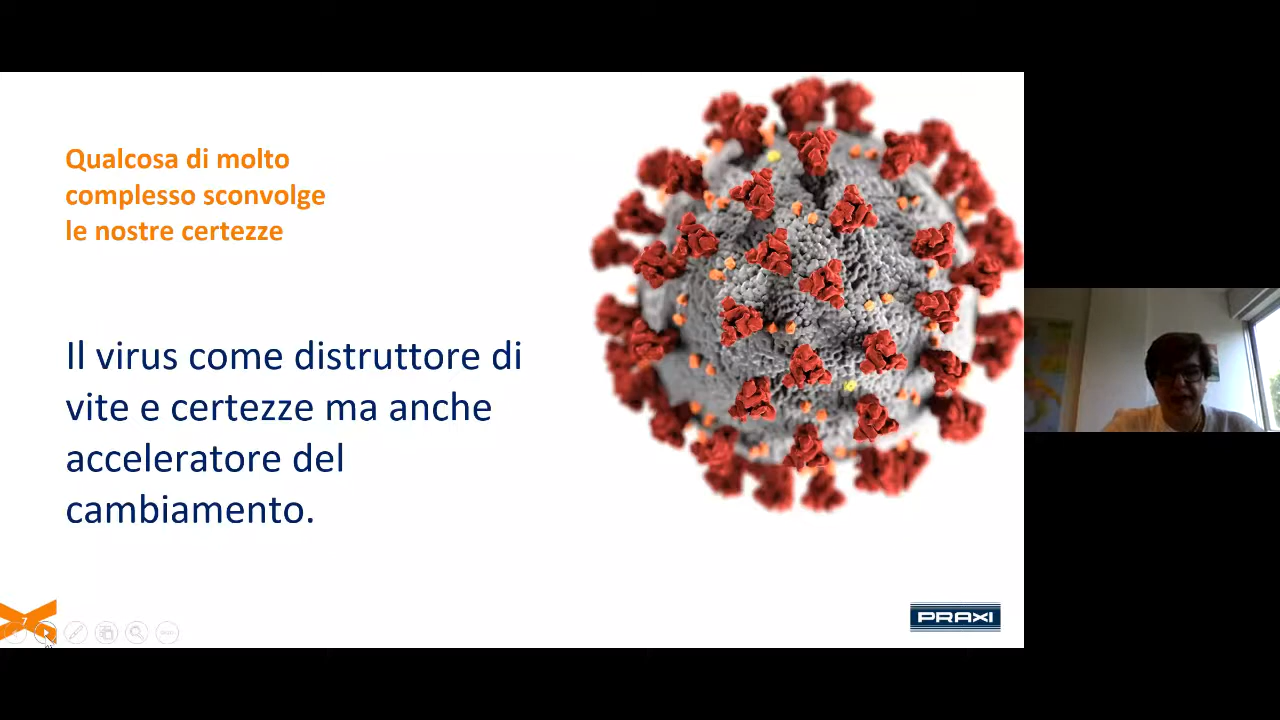 Qualcosa di molto
complesso sconvolge
le nostre certezze
Il virus come distruttore di
vite e certezze ma anche
acceleratore del
cambiamento.
7
PRAXI